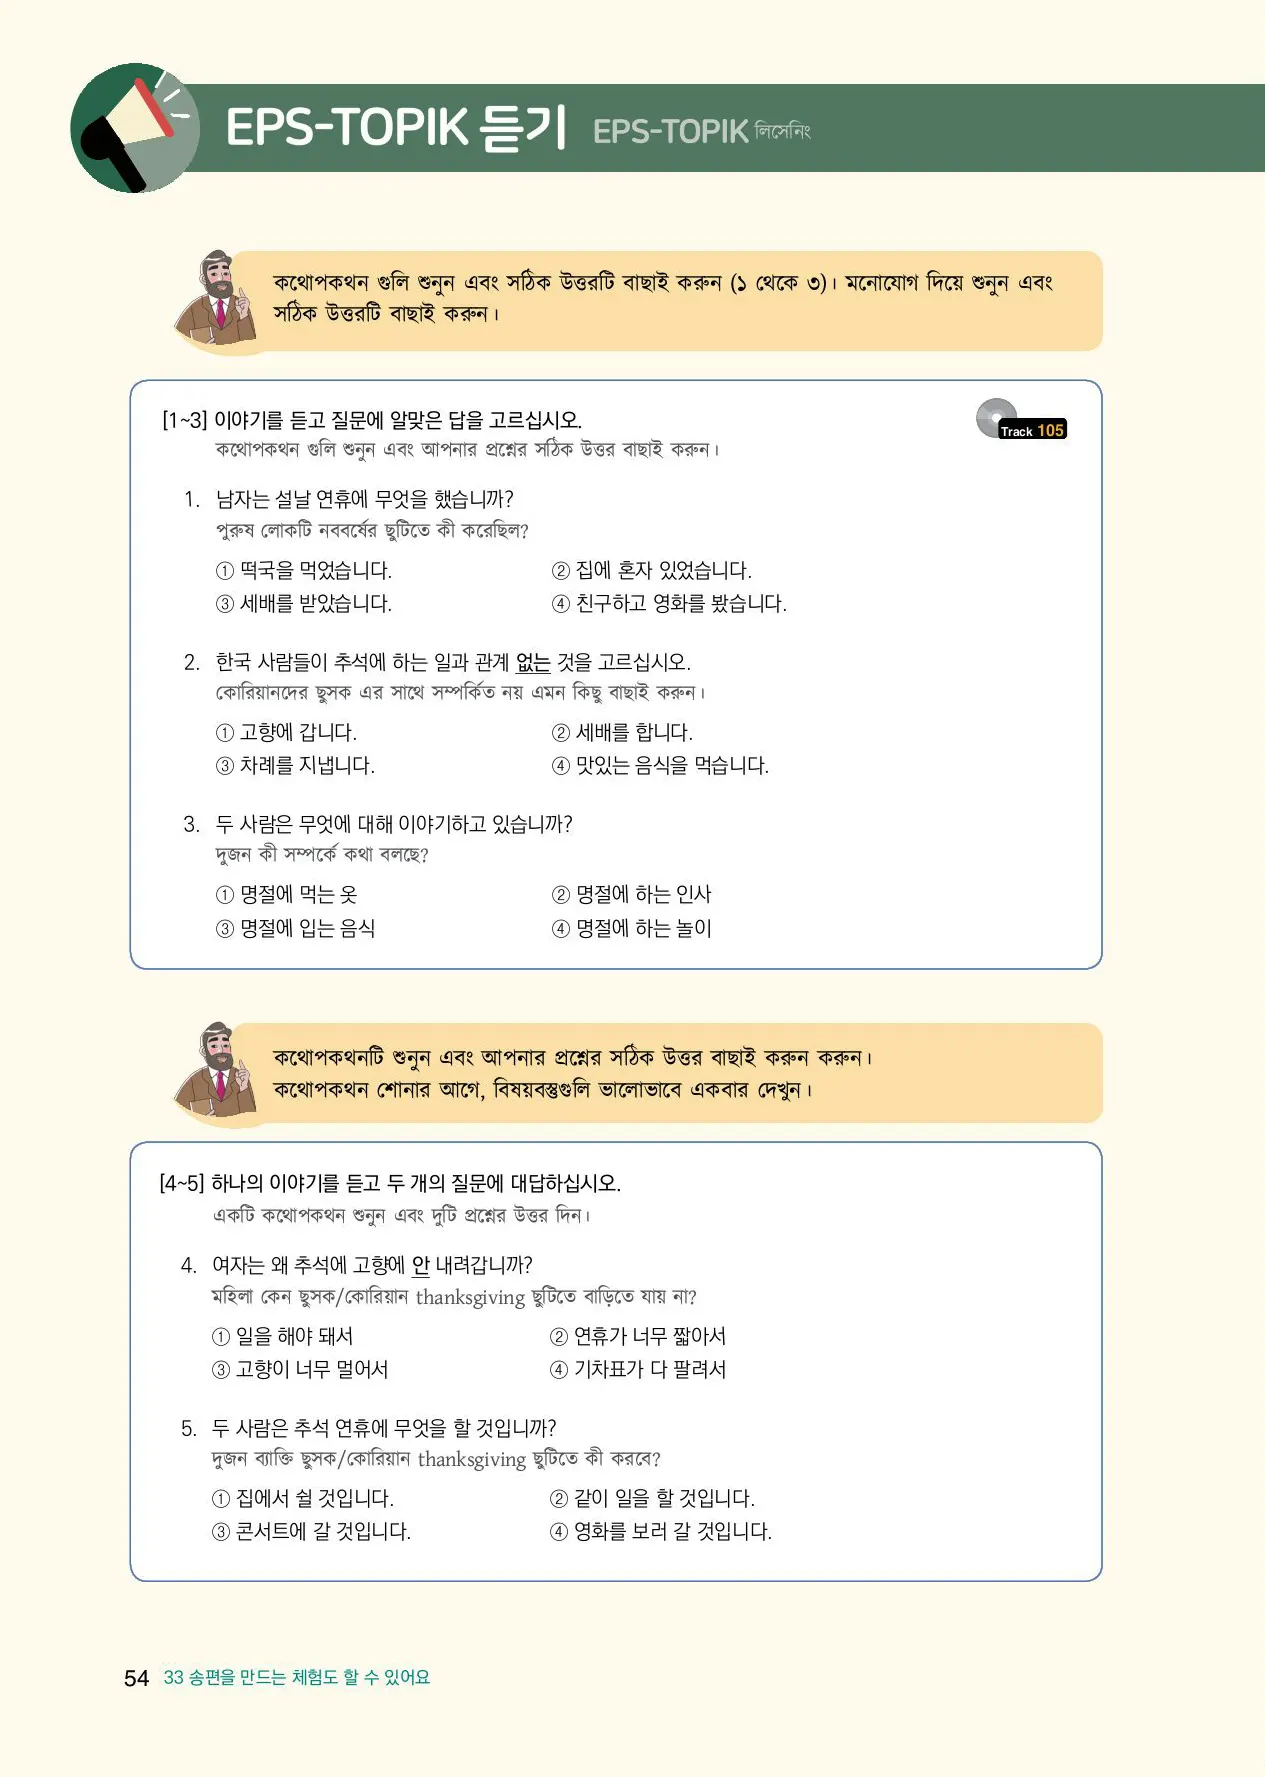 EPS-TOPIK 듣기 EPS-TOPIK লিসেনিং
কথোপকথন গুলি শুনুন এবং সঠিক উত্তরটি বাছাই করুন (১ থেকে ৩)। মনোযোগ দিয়ে শুনুন এবং
সঠিক উত্তরটি বাছাই করুন।
[1~3] 이야기를 듣고 질문에 알맞은 답을 고르십시오.
Track 105
কথোপকথন গুলি শুনুন এবং আপনার প্রশ্নের সঠিক উত্তর বাছাই করুন।
1. 남자는 설날 연휴에 무엇을 했습니까?
পুরুষ লোকটি নববর্ষের ছুটিতে কী করেছিল?
① 떡국을 먹었습니다. ② 집에 혼자 있었습니다.
③ 세배를 받았습니다. ④ 친구하고 영화를 봤습니다.
2. 한국 사람들이 추석에 하는 일과 관계 없는 것을 고르십시오.
কোরিয়ানদের ছুসক এর সাথে সম্পর্কিত নয় এমন কিছু বাছাই করুন।
① 고향에 갑니다. ② 세배를 합니다.
③ 차례를 지냅니다. ④ 맛있는 음식을 먹습니다.
3. 두 사람은 무엇에 대해 이야기하고 있습니까?
দুজন কী সম্পর্কে কথা বলছে?
① 명절에 먹는 옷 ② 명절에 하는 인사
③ 명절에 입는 음식 ④ 명절에 하는 놀이
কথোপকথনটি শুনুন এবং আপনার প্রশ্নের সঠিক উত্তর বাছাই করুন করুন।
কথোপকথন শোনার আগে, বিষয়বস্তুগুলি ভালোভাবে একবার দেখুন।
[4~5] 하나의 이야기를 듣고 두 개의 질문에 대답하십시오.
একটি কথোপকথন শুনুন এবং দুটি প্রশ্নের উত্তর দিন।
4. 여자는 왜 추석에 고향에 안 내려갑니까?
মহিলা কেন ছুসক/কোরিয়ান thanksgiving ছুটিতে বাড়িতে যায় না?
① 일을 해야 돼서 ② 연휴가 너무 짧아서
③ 고향이 너무 멀어서 ④ 기차표가 다 팔려서
5. 두 사람은 추석 연휴에 무엇을 할 것입니까?
দুজন ব্যাক্তি ছুসক/কোরিয়ান thanksgiving ছুটিতে কী করবে?
① 집에서 쉴 것입니다. ② 같이 일을 할 것입니다.
③ 콘서트에 갈 것입니다. ④ 영화를 보러 갈 것입니다.
54 33 송편을 만드는 체험도 할 수 있어요